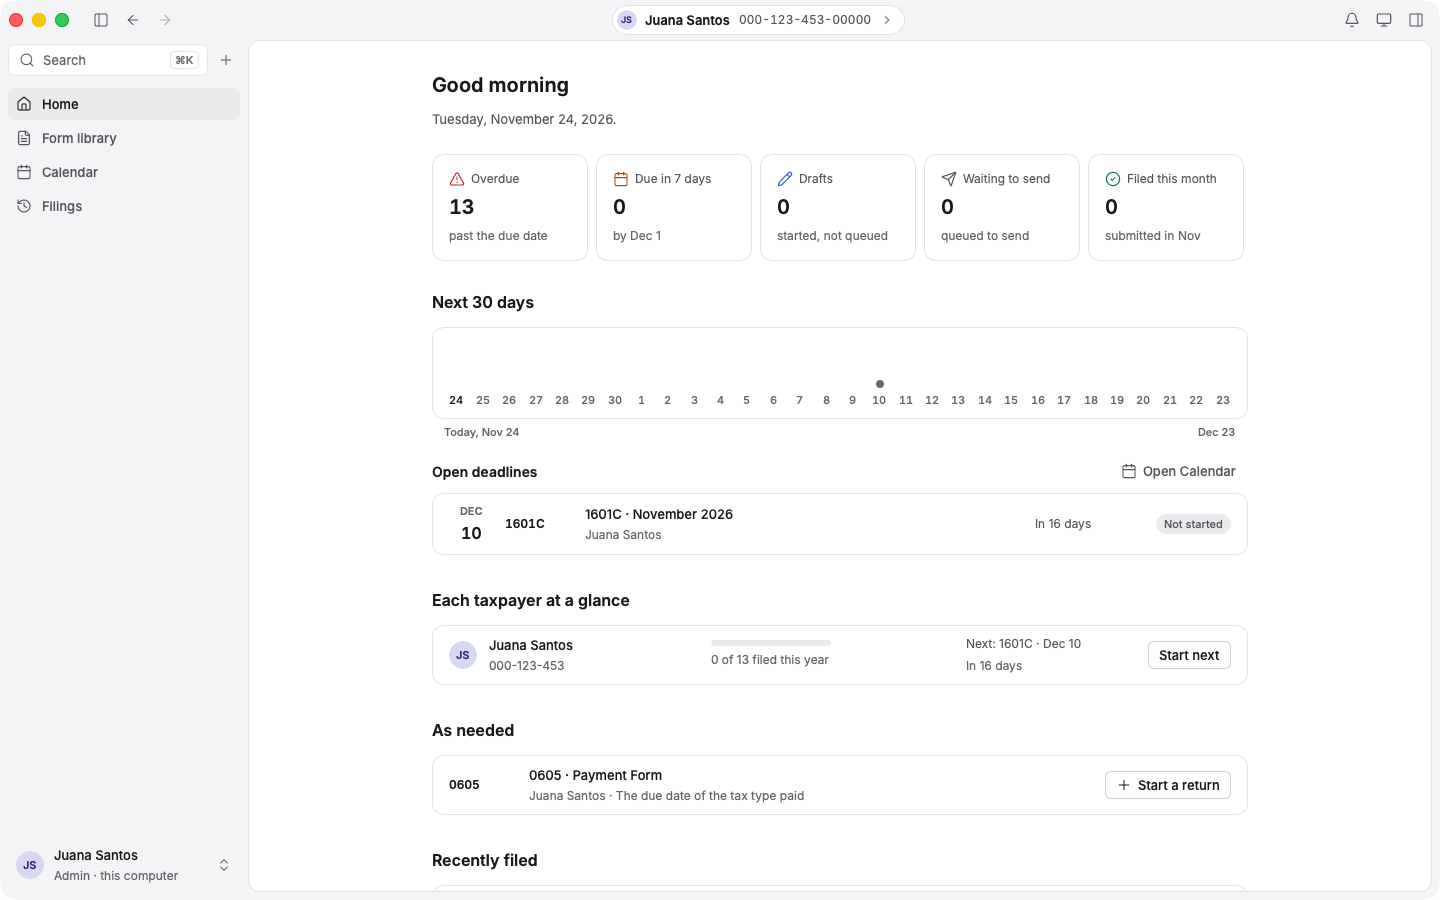 JS Juana Santos 000-123-453-00000
Search ⌘K
Home
Form library
Calendar
Filings
Good morning
Tuesday, November 24, 2026.
Overdue
13
past the due date
Due in 7 days
0
by Dec 1
Drafts
0
started, not queued
Waiting to send
0
queued to send
Filed this month
0
submitted in Nov
Next 30 days
24 25 26 27 28 29 30 1 2 3 4 5 6 7 8 9 10 11 12 13 14 15 16 17 18 19 20 21 22 23
Today, Nov 24 Dec 23
Open deadlines Open Calendar
DEC
10
1601C
1601C · November 2026
Juana Santos
In 16 days
Not started
Each taxpayer at a glance
JS
Juana Santos
000-123-453
0 of 13 filed this year
Next: 1601C · Dec 10
In 16 days
Start next
As needed
0605
0605 · Payment Form
Juana Santos · The due date of the tax type paid
Start a return
Recently filed
JS
Juana Santos
Admin · this computer